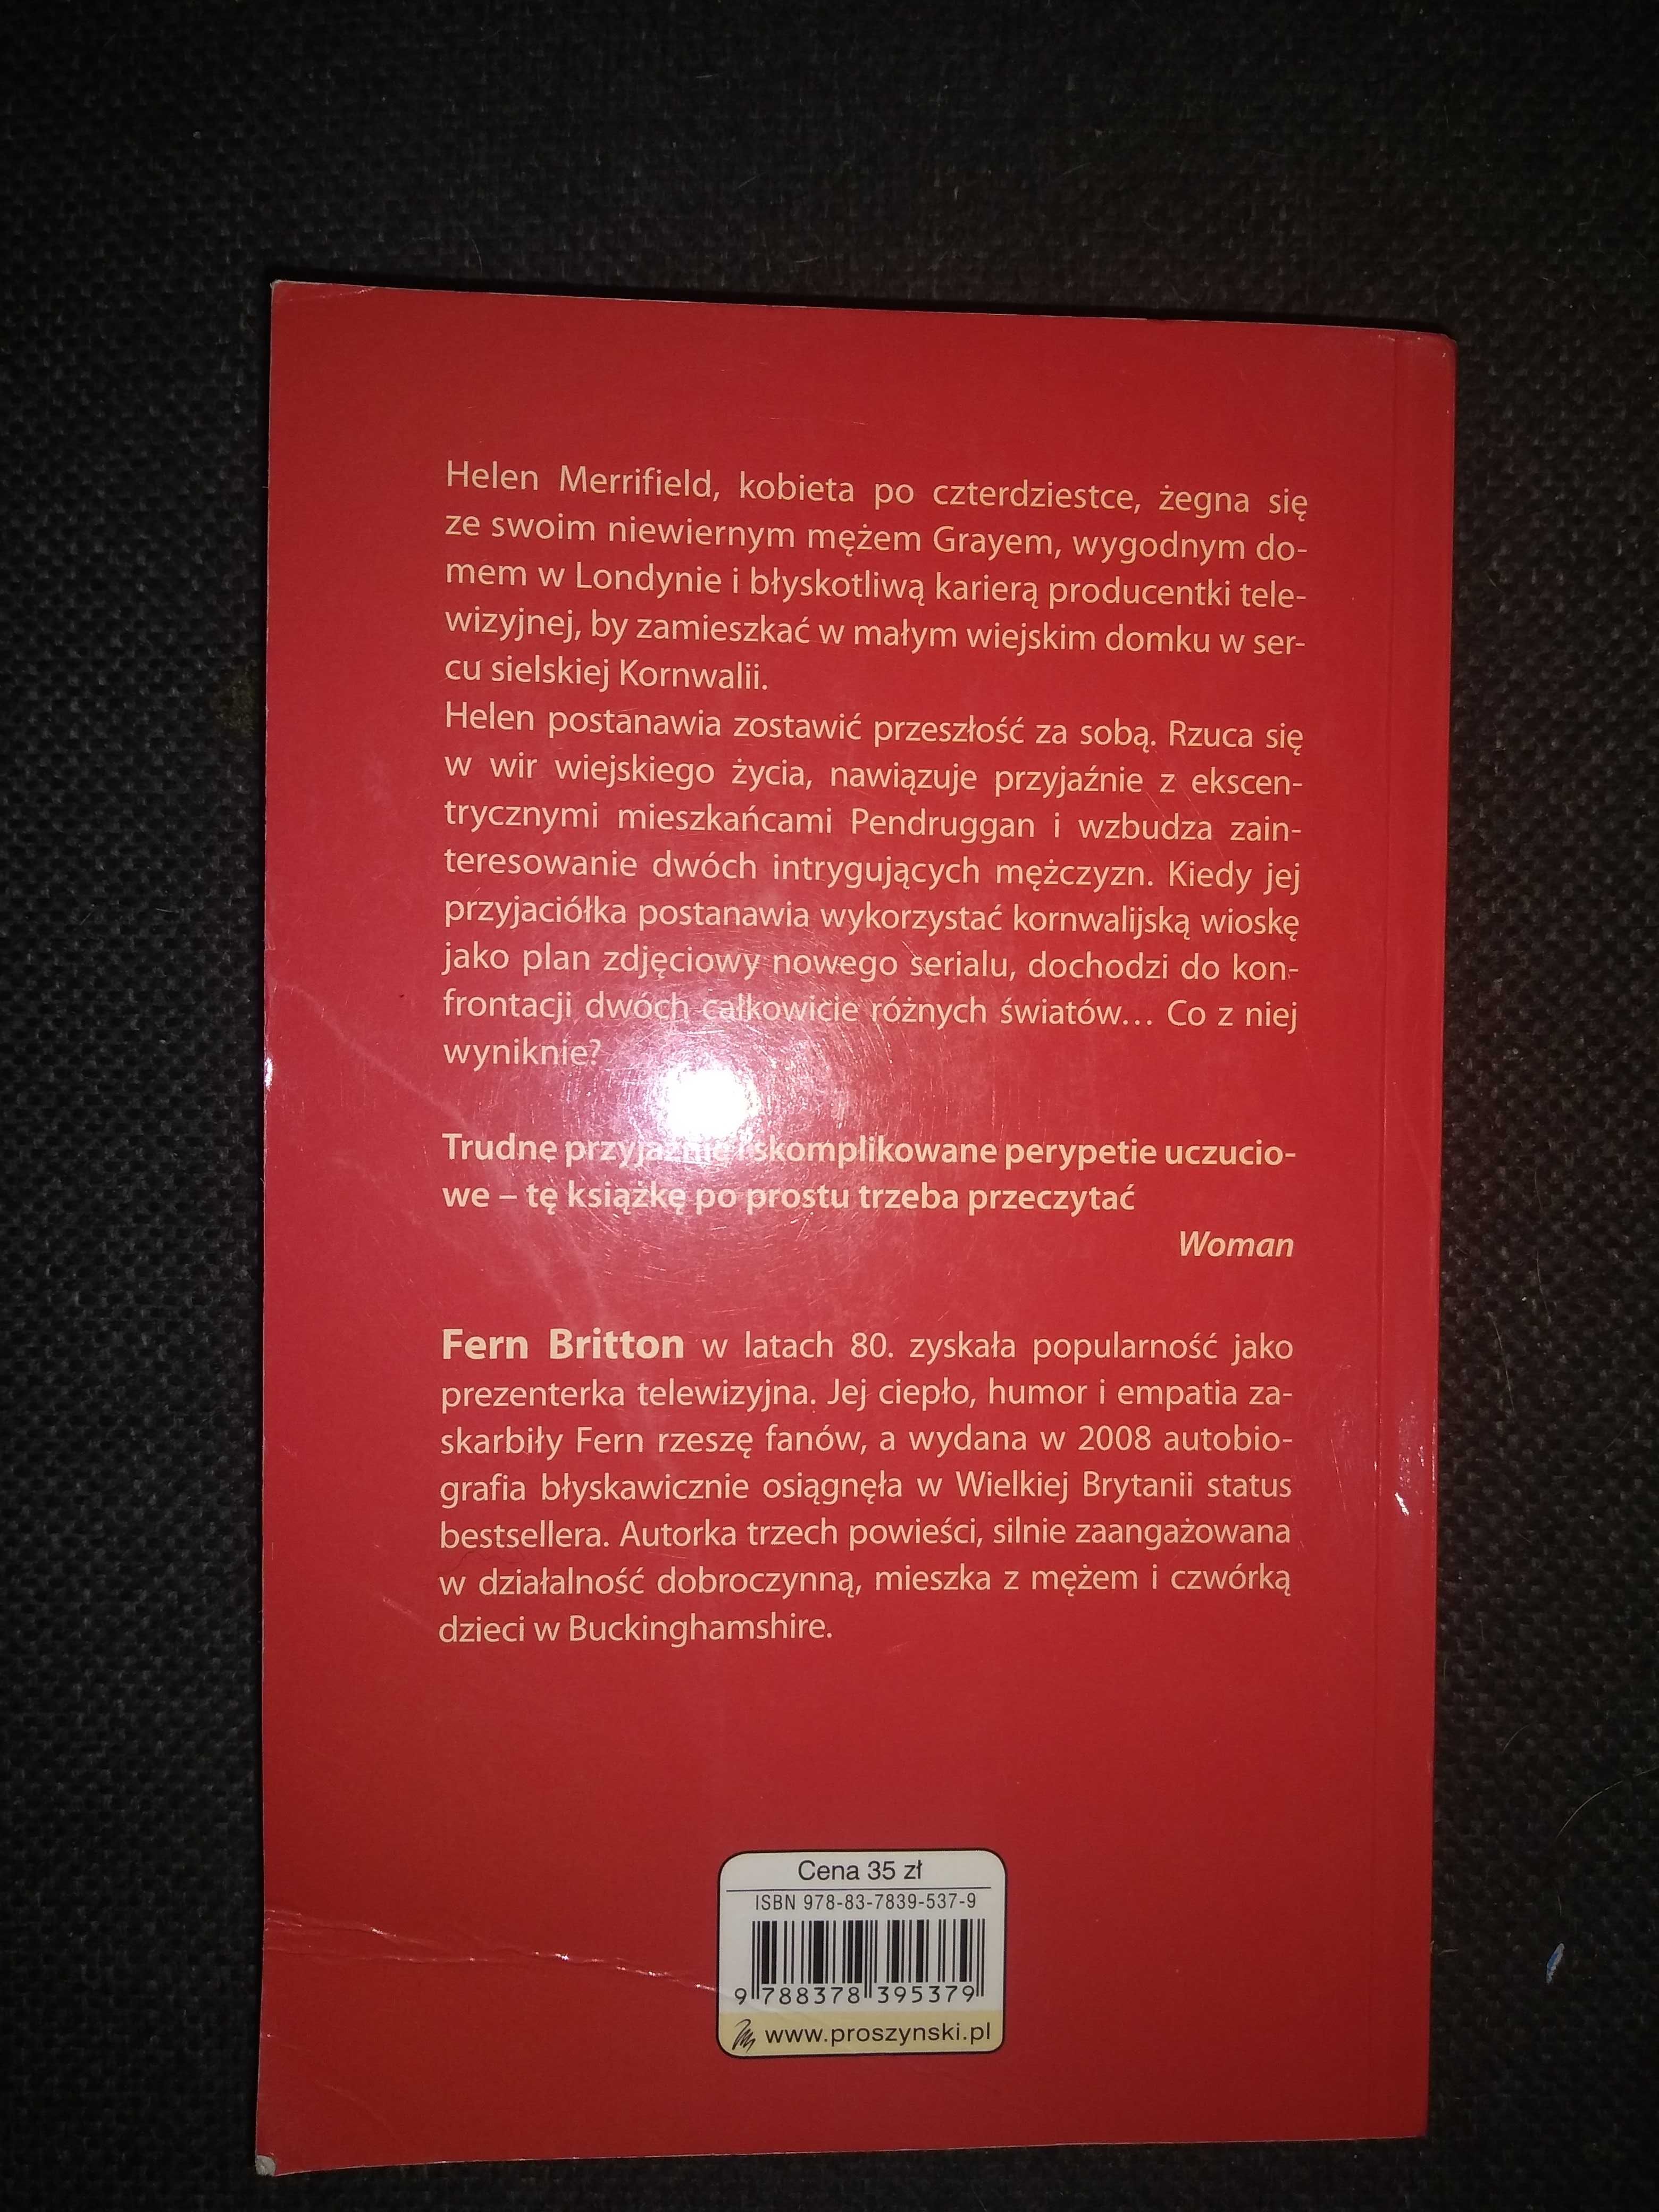 Helen Merrifield, kobieta po czterdziestce, żegna się
ze swoim niewiernym mężem Grayem, wygodnym do-
mem w Londynie i błyskotliwą karierą producentki tele-
wizyjnej, by zamieszkać w małym wiejskim domku w ser-
cu sielskiej Kornwalii.
Helen postanawia zostawić przeszłość za sobą. Rzuca się
w wir wiejskiego życia, nawiązuje przyjaźnie z ekscen-
trycznymi mieszkańcami Pendruggan i wzbudza zain-
teresowanie dwóch intrygujących mężczyzn. Kiedy jej
przyjaciółka postanawia wykorzystać kornwalijską wioskę
jako plan zdjęciowy nowego serialu, dochodzi do kon-
frontacji dwóch całkowicie różnych światów... Co z niej
wyniknie?
Trudne przyjaźnie i skomplikowane perypetie uczucio-
we – tę książkę po prostu trzeba przeczytać
Woman
Fern Britton w latach 80. zyskała popularność jako
prezenterka telewizyjna. Jej ciepło, humor i empatia za-
skarbiły Fern rzeszę fanów, a wydana w 2008 autobio-
grafia błyskawicznie osiągnęła w Wielkiej Brytanii status
bestsellera. Autorka trzech powieści, silnie zaangażowana
w działalność dobroczynną, mieszka z mężem i czwórką
dzieci w Buckinghamshire.
Cena 35 zł
ISBN 978-83-7839-537-9
9 788378 395379
www.proszynski.pl